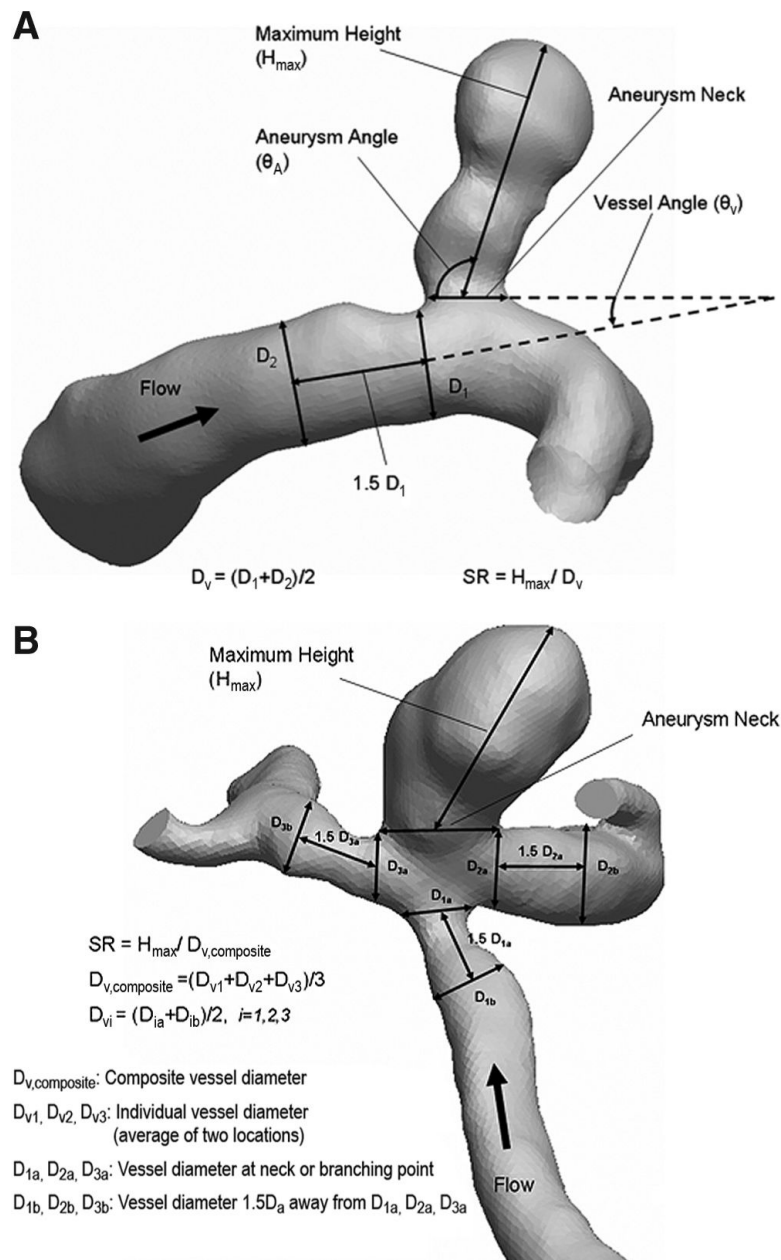 A
Maximum Height
(Hmax)
Aneurysm Neck
Aneurysm Angle
(θA)
Vessel Angle (θv)
D2
Flow
D1
1.5 D1
Dv = (D1+D2)/2
SR = Hmax/ Dv
B
Maximum Height
(Hmax)
Aneurysm Neck
D3b
1.5 D3a
D3a
D2a
1.5 D2a
D2b
D1a
1.5 D1a
D1b
SR = Hmax/ Dv,composite
Dv,composite =(Dv1+Dv2+Dv3)/3
Dvi = (Dia+Dib)/2, i=1,2,3
Dv,composite: Composite vessel diameter
Dv1, Dv2, Dv3: Individual vessel diameter
(average of two locations)
D1a, D2a, D3a: Vessel diameter at neck or branching point
D1b, D2b, D3b: Vessel diameter 1.5Da away from D1a, D2a, D3a
Flow